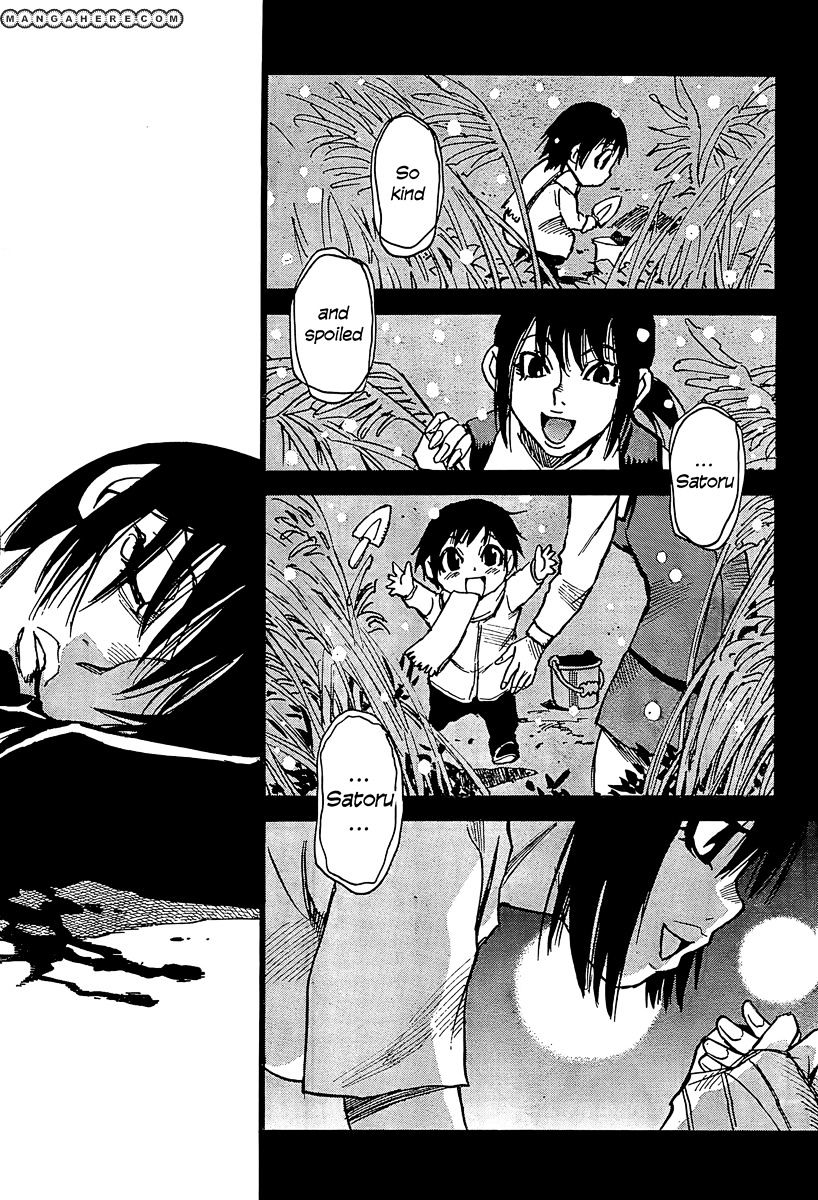 MANGAHERE.COM
So
kind
and
spoiled
...
Satoru
...
Satoru
...